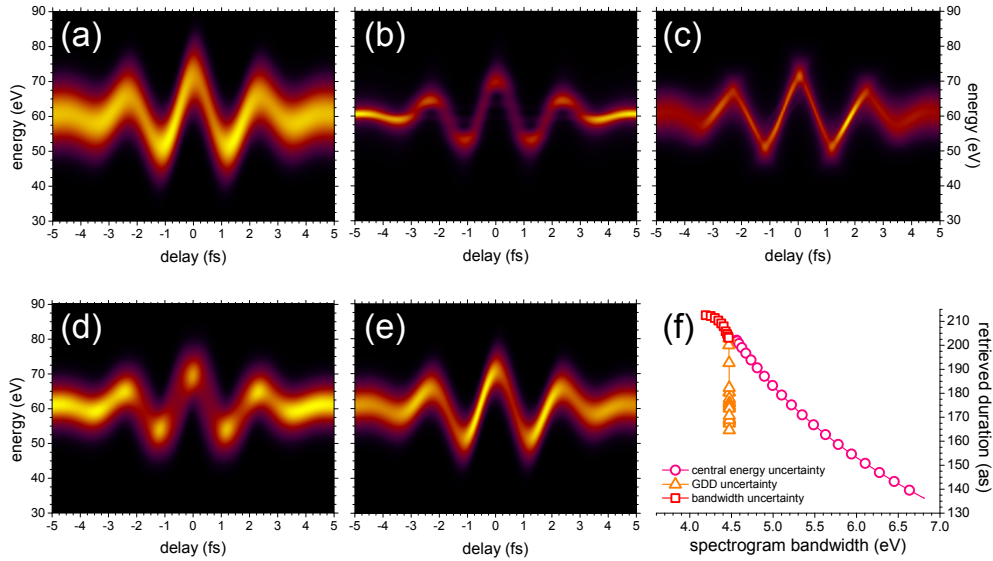 (a)
(b)
(c)
90
80
70
60
50
40
30
energy (eV)
-5 -4 -3 -2 -1 0 1 2 3 4 5
delay (fs)
-5 -4 -3 -2 -1 0 1 2 3 4 5
delay (fs)
-5 -4 -3 -2 -1 0 1 2 3 4 5
delay (fs)
90
80
70
60
50
40
30
energy (eV)
(d)
(e)
(f)
90
80
70
60
50
40
30
energy (eV)
-5 -4 -3 -2 -1 0 1 2 3 4 5
delay (fs)
-5 -4 -3 -2 -1 0 1 2 3 4 5
delay (fs)
central energy uncertainty
GDD uncertainty
bandwidth uncertainty
4.0 4.5 5.0 5.5 6.0 6.5 7.0
spectrogram bandwidth (eV)
210
200
190
180
170
160
150
140
130
retrieved duration (as)